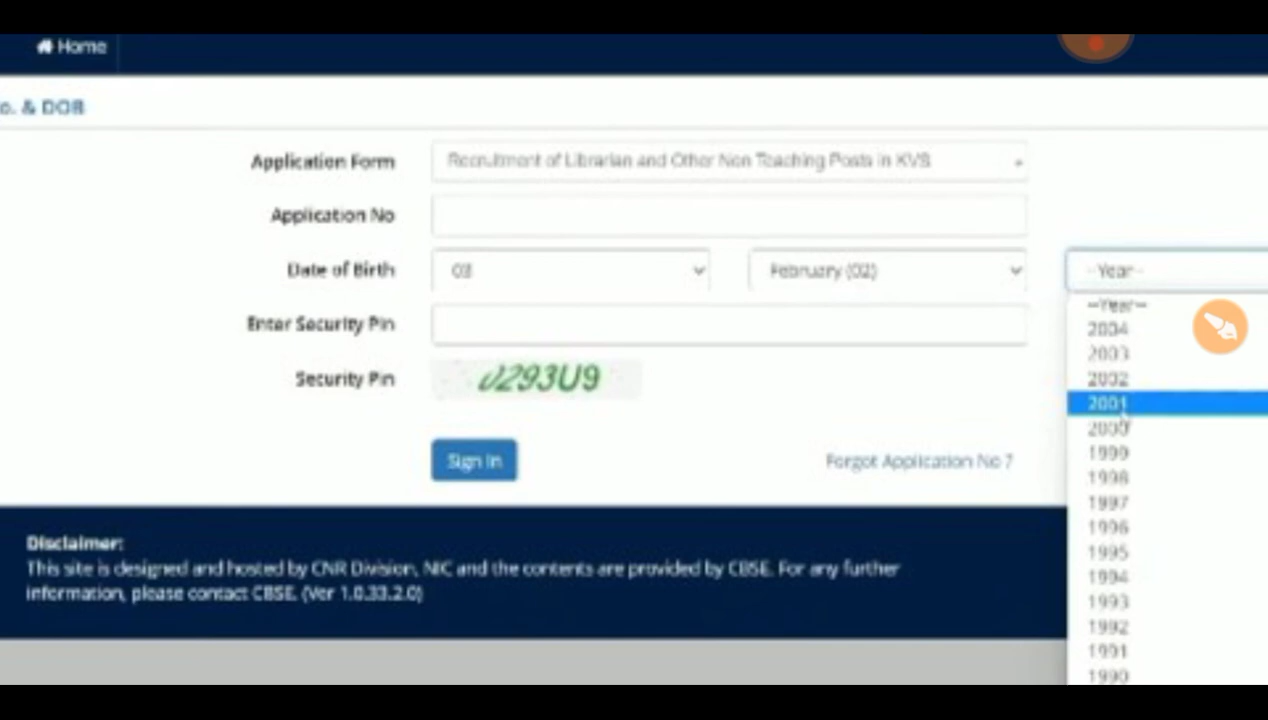 Home
o. & DOB
Application Form
Recruitment of Librarian and Other Non Teaching Posts in KVS
Application No
Date of Birth
03
February (02)
--Year--
Enter Security Pin
Security Pin
J293U9
Sign In
Forgot Application No ?
--Year--
2004
2003
2002
2001
2000
1999
1998
1997
1996
1995
1994
1993
1992
1991
1990
Disclaimer:
This site is designed and hosted by CNR Division, NIC and the contents are provided by CBSE. For any further
information, please contact CBSE. (Ver 1.0.33.2.0)